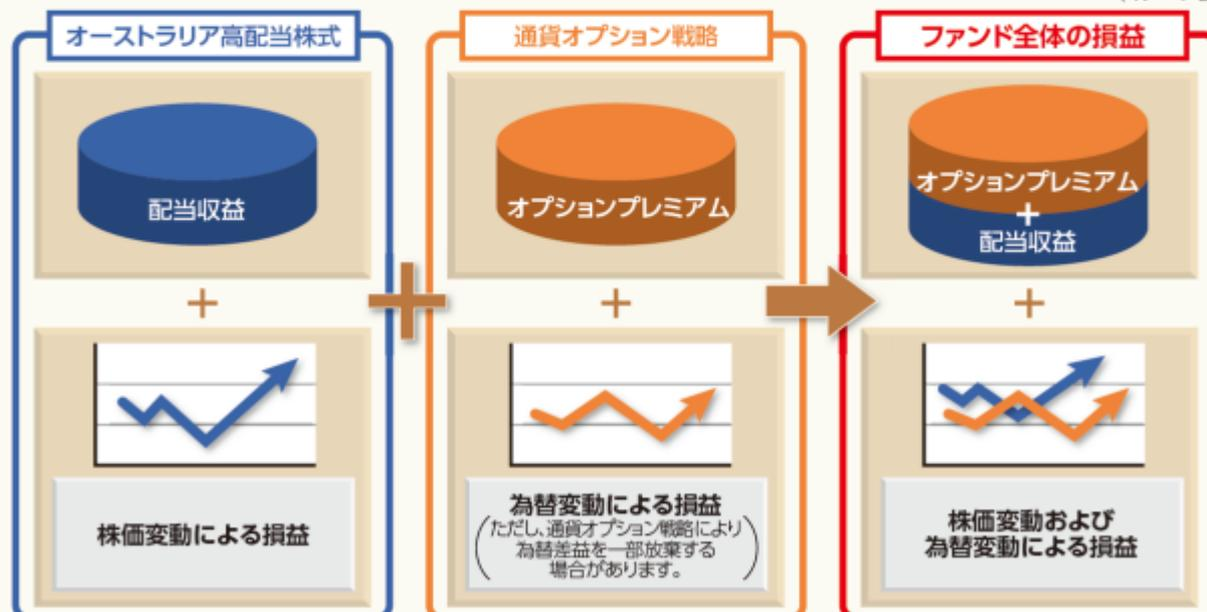 オーストラリア高配当株式
配当収益
+
株価変動による損益
+
通貨オプション戦略
オプションプレミアム
+
為替変動による損益
(ただし、通貨オプション戦略により
為替差益を一部放棄する
場合があります。)
ファンド全体の損益
オプションプレミアム
+
配当収益
+
株価変動および
為替変動による損益